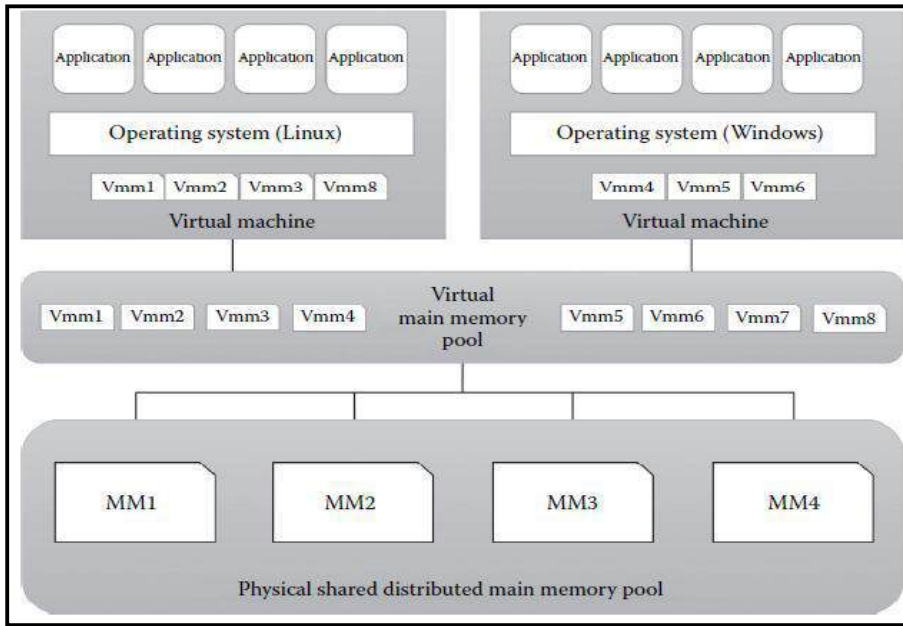 Application Application Application Application
Operating system (Linux)
Vmm1 Vmm2 Vmm3 Vmm8
Virtual machine
Application Application Application Application
Operating system (Windows)
Vmm4 Vmm5 Vmm6
Virtual machine
Vmm1 Vmm2 Vmm3 Vmm4
Virtual
main memory
pool
Vmm5 Vmm6 Vmm7 Vmm8
MM1 MM2 MM3 MM4
Physical shared distributed main memory pool